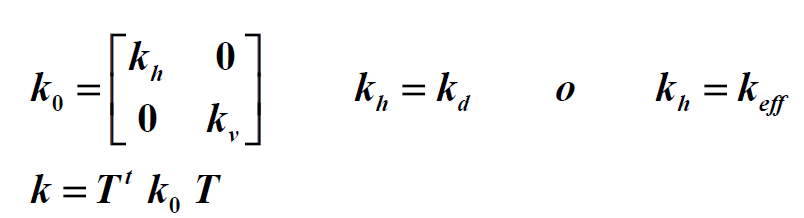 k₀ = [ k_h 0 ; 0 k_v ] k_h = k_d o k_h = k_eff
k = Tᵗ k₀ T